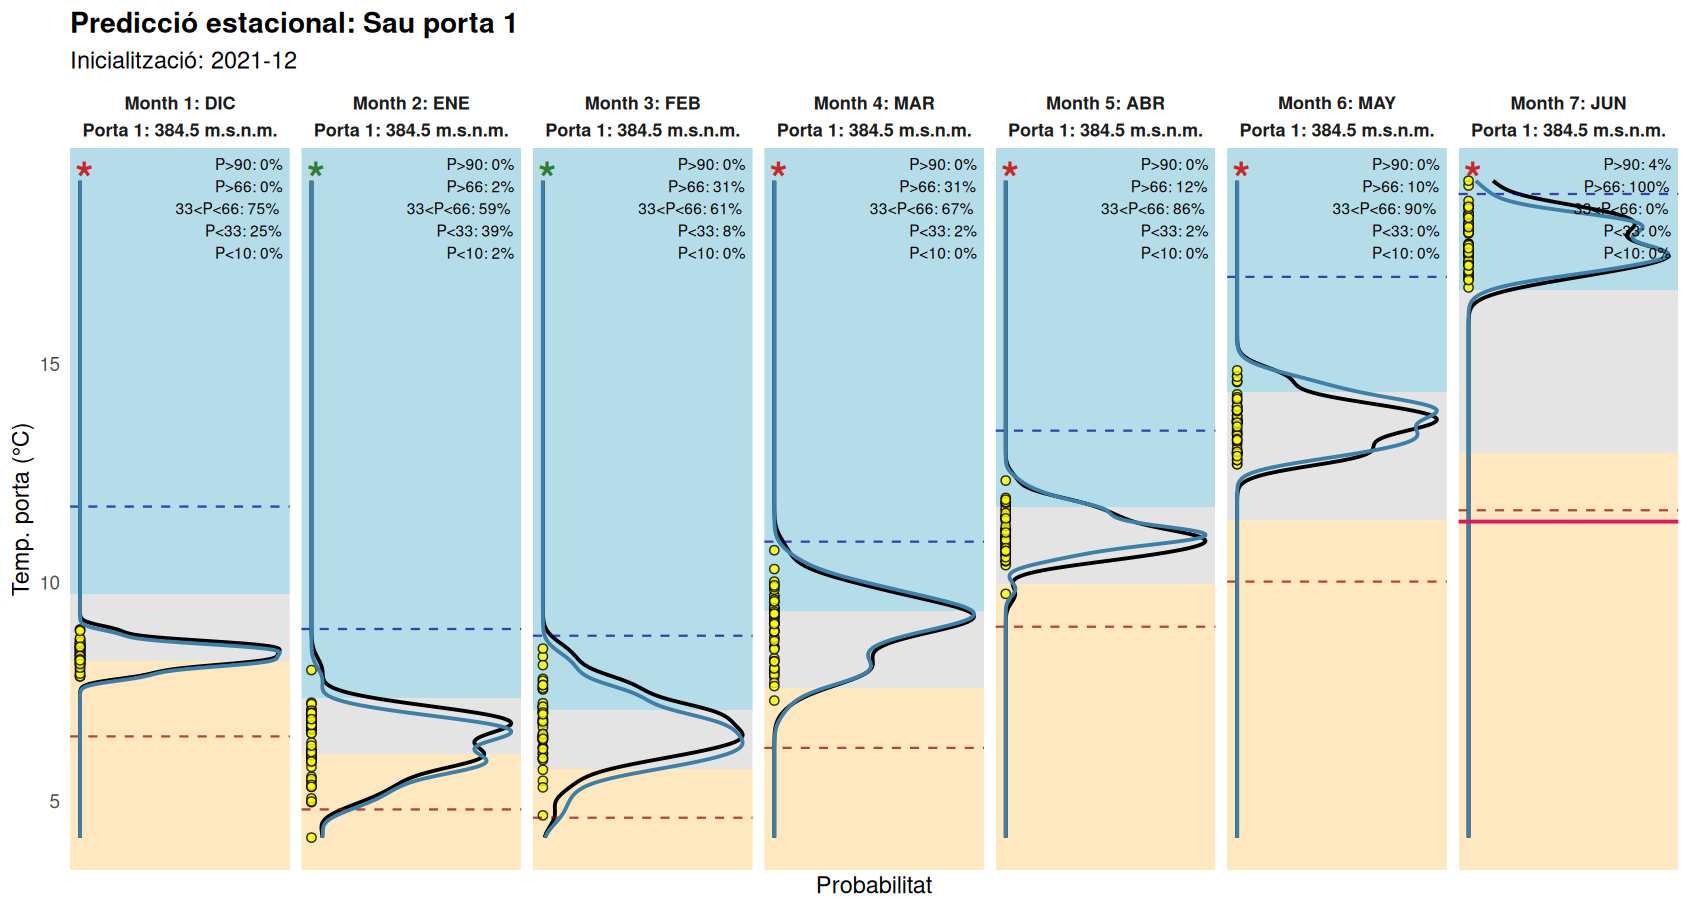 Predicció estacional: Sau porta 1
Inicialització: 2021-12
Month 1: DIC
Porta 1: 384.5 m.s.n.m.
Month 2: ENE
Porta 1: 384.5 m.s.n.m.
Month 3: FEB
Porta 1: 384.5 m.s.n.m.
Month 4: MAR
Porta 1: 384.5 m.s.n.m.
Month 5: ABR
Porta 1: 384.5 m.s.n.m.
Month 6: MAY
Porta 1: 384.5 m.s.n.m.
Month 7: JUN
Porta 1: 384.5 m.s.n.m.
*
P>90: 0%
P>66: 0%
33<P<66: 75%
P<33: 25%
P<10: 0%
*
P>90: 0%
P>66: 2%
33<P<66: 59%
P<33: 39%
P<10: 2%
*
P>90: 0%
P>66: 31%
33<P<66: 61%
P<33: 8%
P<10: 0%
*
P>90: 0%
P>66: 31%
33<P<66: 67%
P<33: 2%
P<10: 0%
*
P>90: 0%
P>66: 12%
33<P<66: 86%
P<33: 2%
P<10: 0%
*
P>90: 0%
P>66: 10%
33<P<66: 90%
P<33: 0%
P<10: 0%
*
P>90: 4%
P>66: 100%
33<P<66: 0%
P<33: 0%
P<10: 0%
15
10
5
Temp. porta (°C)
Probabilitat